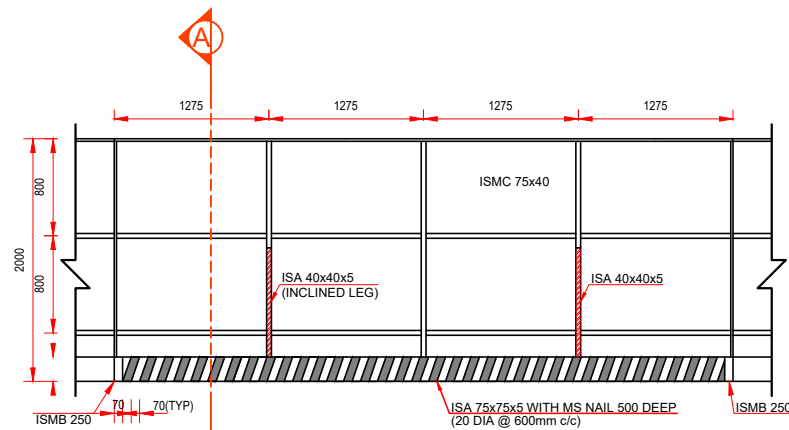 A
1275 1275 1275 1275
800
ISMC 75x40
2000
800
ISA 40x40x5
(INCLINED LEG)
ISA 40x40x5
70 70(TYP)
ISMB 250
ISA 75x75x5 WITH MS NAIL 500 DEEP
(20 DIA @ 600mm c/c)
ISMB 250